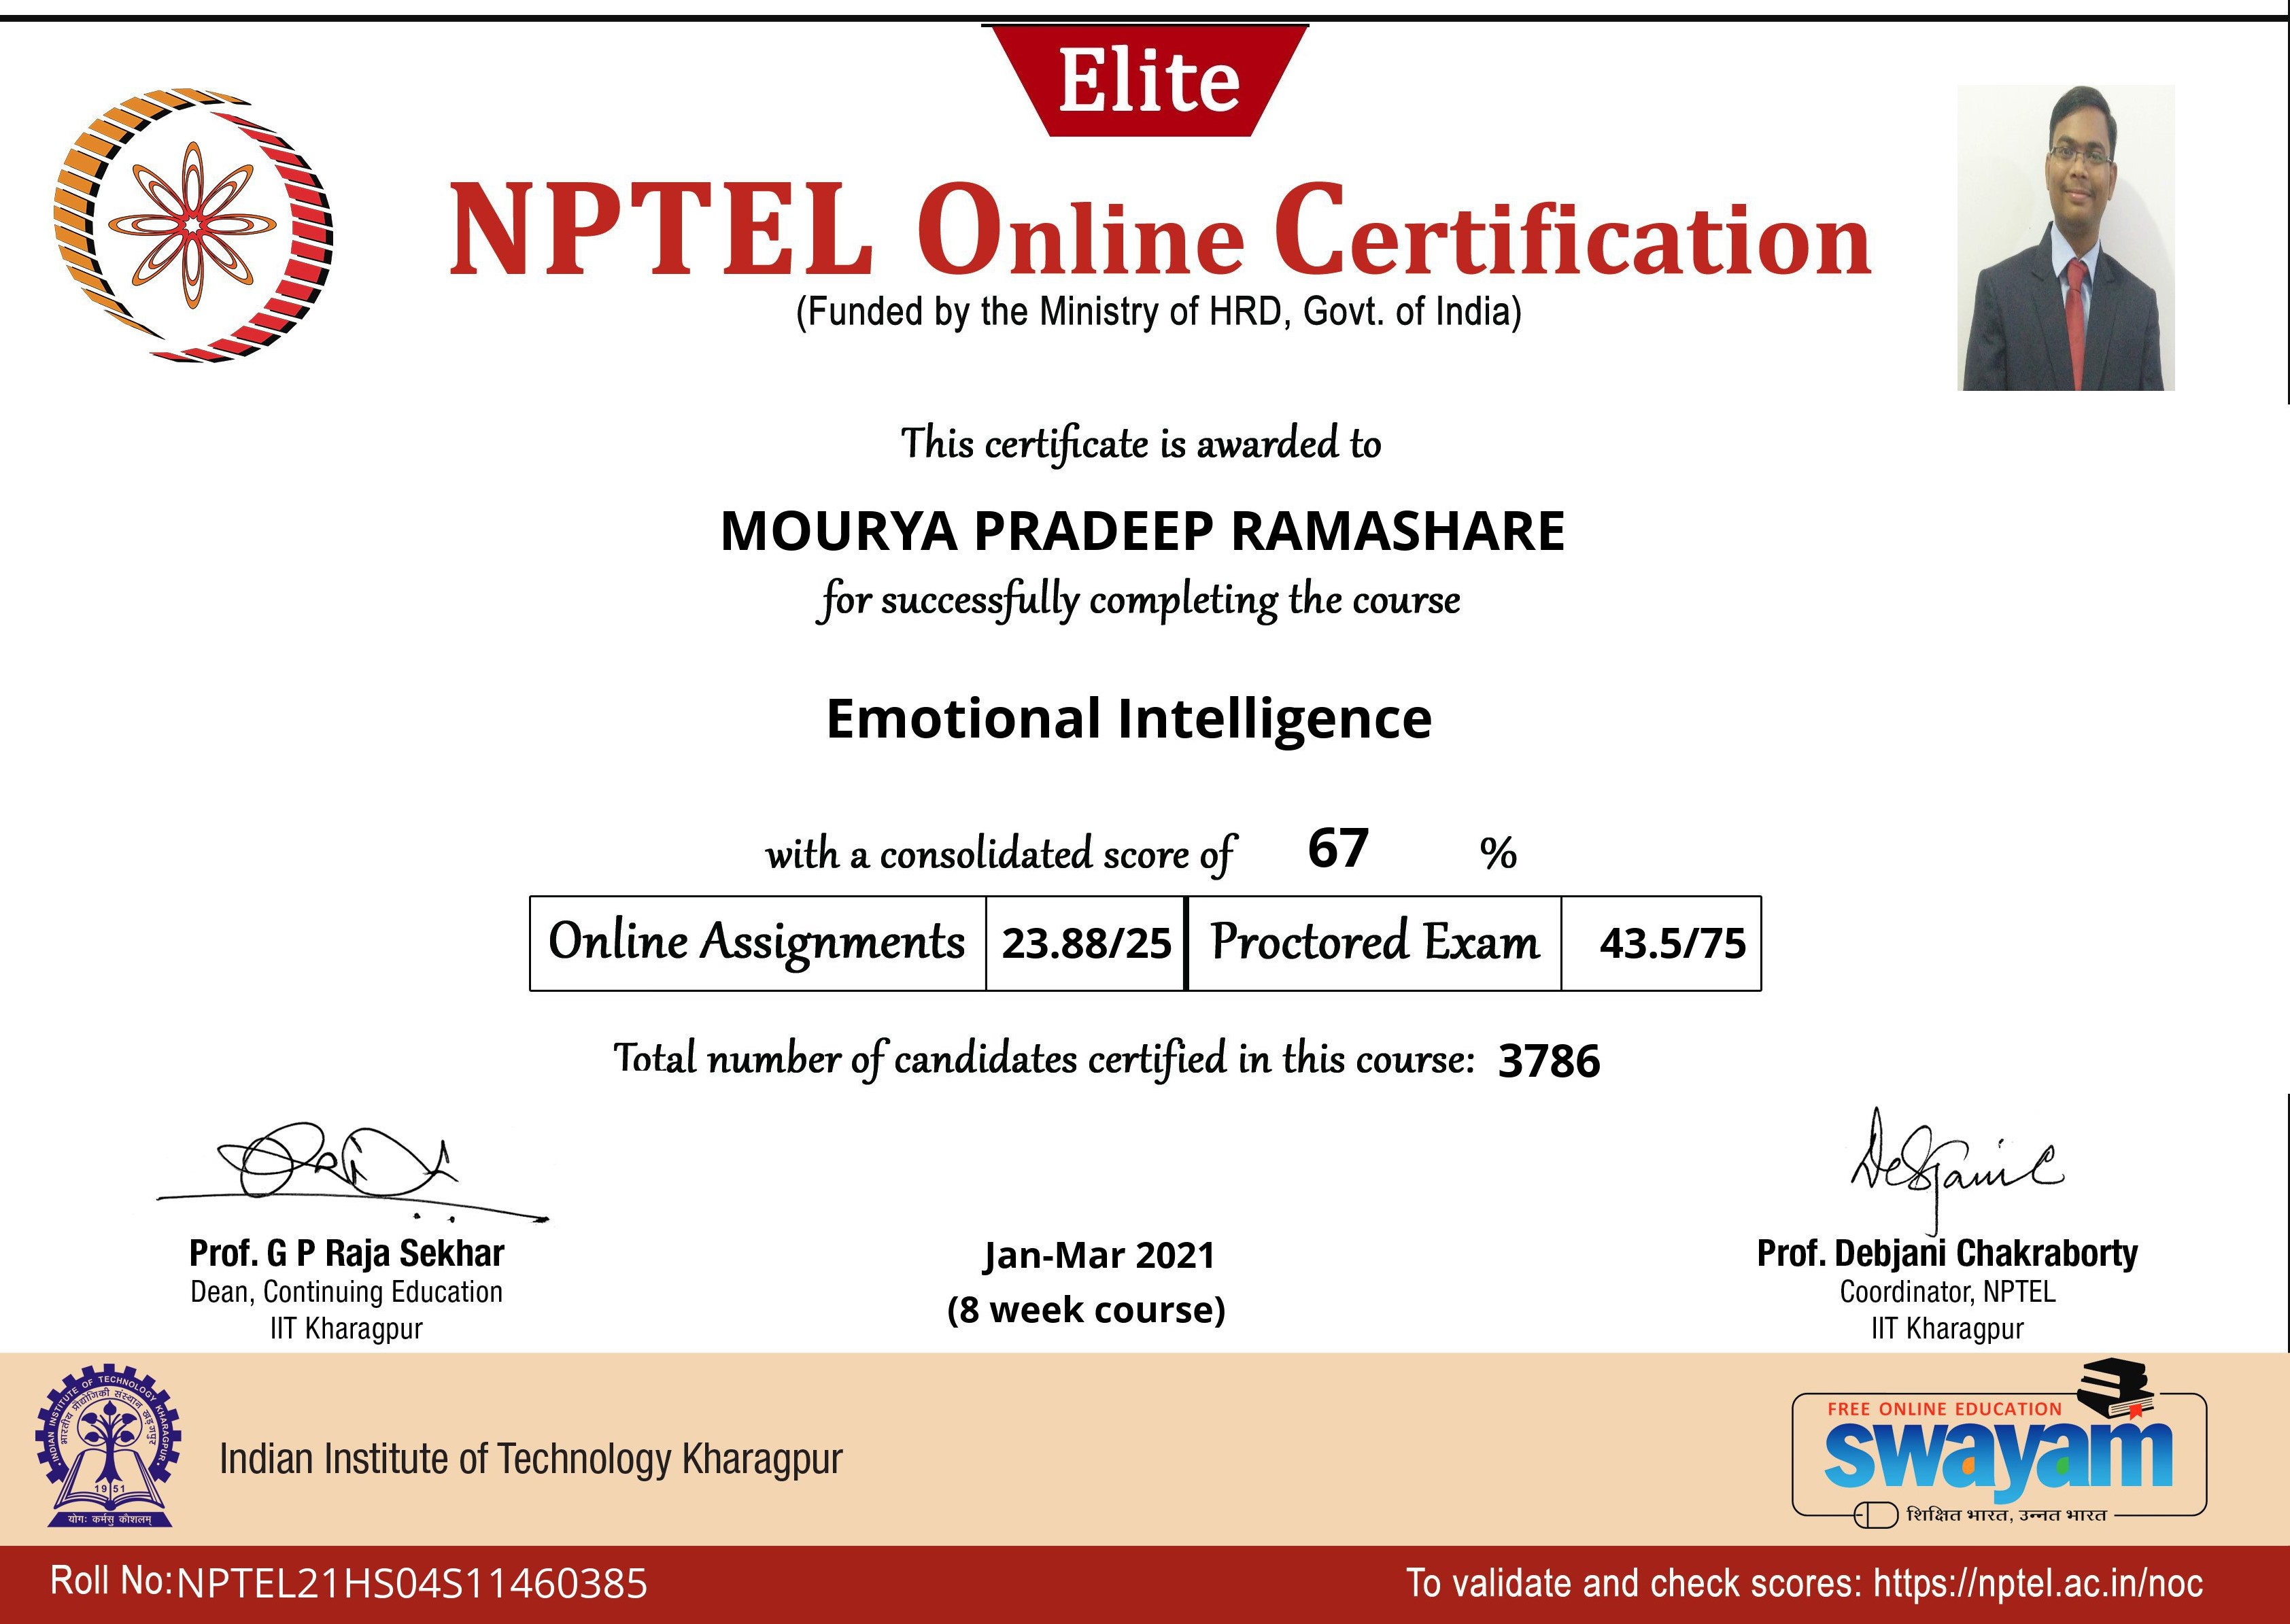 Elite
NPTEL Online Certification
(Funded by the Ministry of HRD, Govt. of India)
This certificate is awarded to
MOURYA PRADEEP RAMASHARE
for successfully completing the course
Emotional Intelligence
with a consolidated score of 67 %
Online Assignments 23.88/25 Proctored Exam 43.5/75
Total number of candidates certified in this course: 3786
Prof. G P Raja Sekhar
Dean, Continuing Education
IIT Kharagpur
Jan-Mar 2021
(8 week course)
Debjani C
Prof. Debjani Chakraborty
Coordinator, NPTEL
IIT Kharagpur
INDIAN INSTITUTE OF TECHNOLOGY KHARAGPUR
भारतीय प्रौद्योगिकी संस्थान खड़गपुर
1951
योगः कर्मसु कौशलम्
Indian Institute of Technology Kharagpur
FREE ONLINE EDUCATION
swayam
शिक्षित भारत, उन्नत भारत
Roll No: NPTEL21HS04S11460385
To validate and check scores: https://nptel.ac.in/noc